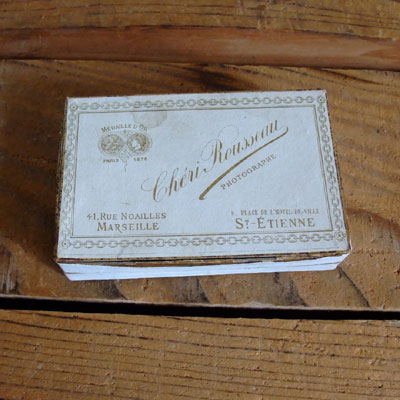 MÉDAILLE D'OR
PARIS 1878
Chéri-Rousseau
PHOTOGRAPHE
41, RUE NOAILLES
MARSEILLE
PLACE DE L'HOTEL-DE-VILLE
ST-ETIENNE